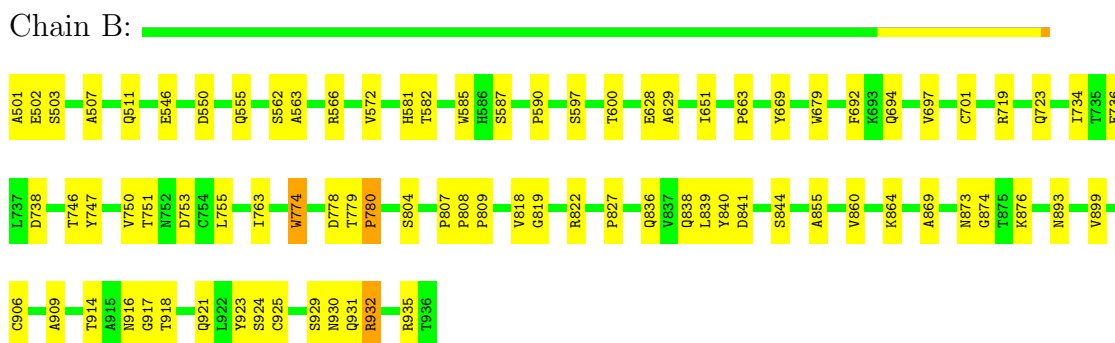 Chain B:
A501 E502 S503 A507 Q511 E546 D550 Q555 S562 A563 R566 V572 H581 T582 W585 H586 S587 P590 S597 T600 E628 A629 I651 P663 Y669 W679 F692 K693 Q694 V697 C701 R719 Q723 I734 T735
L737 D738 T746 Y747 V750 T751 N752 D753 C754 L755 I763 W774 D778 T779 P780 S804 P807 P808 P809 V818 G819 R822 P827 Q836 V837 Q838 L839 Y840 D841 S844 A855 V860 K864 A869 N873 G874 T875 K876 N893 V899
C906 A909 T914 A915 N916 G917 T918 Q921 L922 Y923 S924 C925 S929 N930 Q931 R932 R935 T936